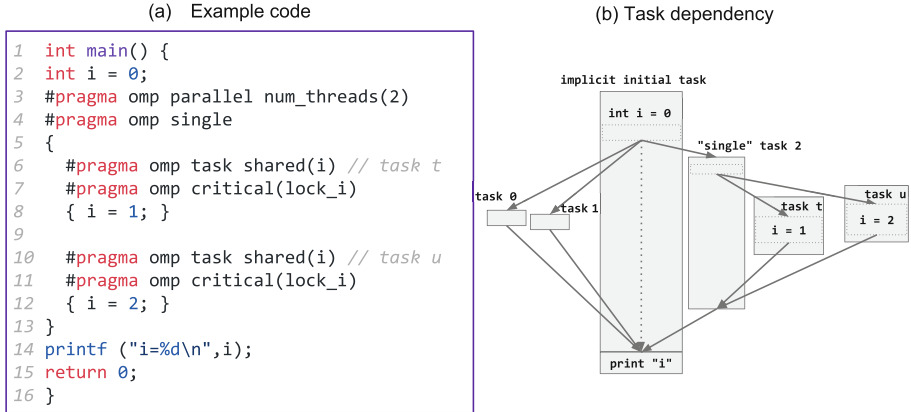 (a) Example code
1 int main() {
2 int i = 0;
3 #pragma omp parallel num_threads(2)
4 #pragma omp single
5 {
6 #pragma omp task shared(i) // task t
7 #pragma omp critical(lock_i)
8 { i = 1; }
9
10 #pragma omp task shared(i) // task u
11 #pragma omp critical(lock_i)
12 { i = 2; }
13 }
14 printf ("i=%d\n",i);
15 return 0;
16 }
(b) Task dependency
implicit initial task
int i = 0
"single" task 2
task 0
task 1
task t
i = 1
task u
i = 2
print "i"